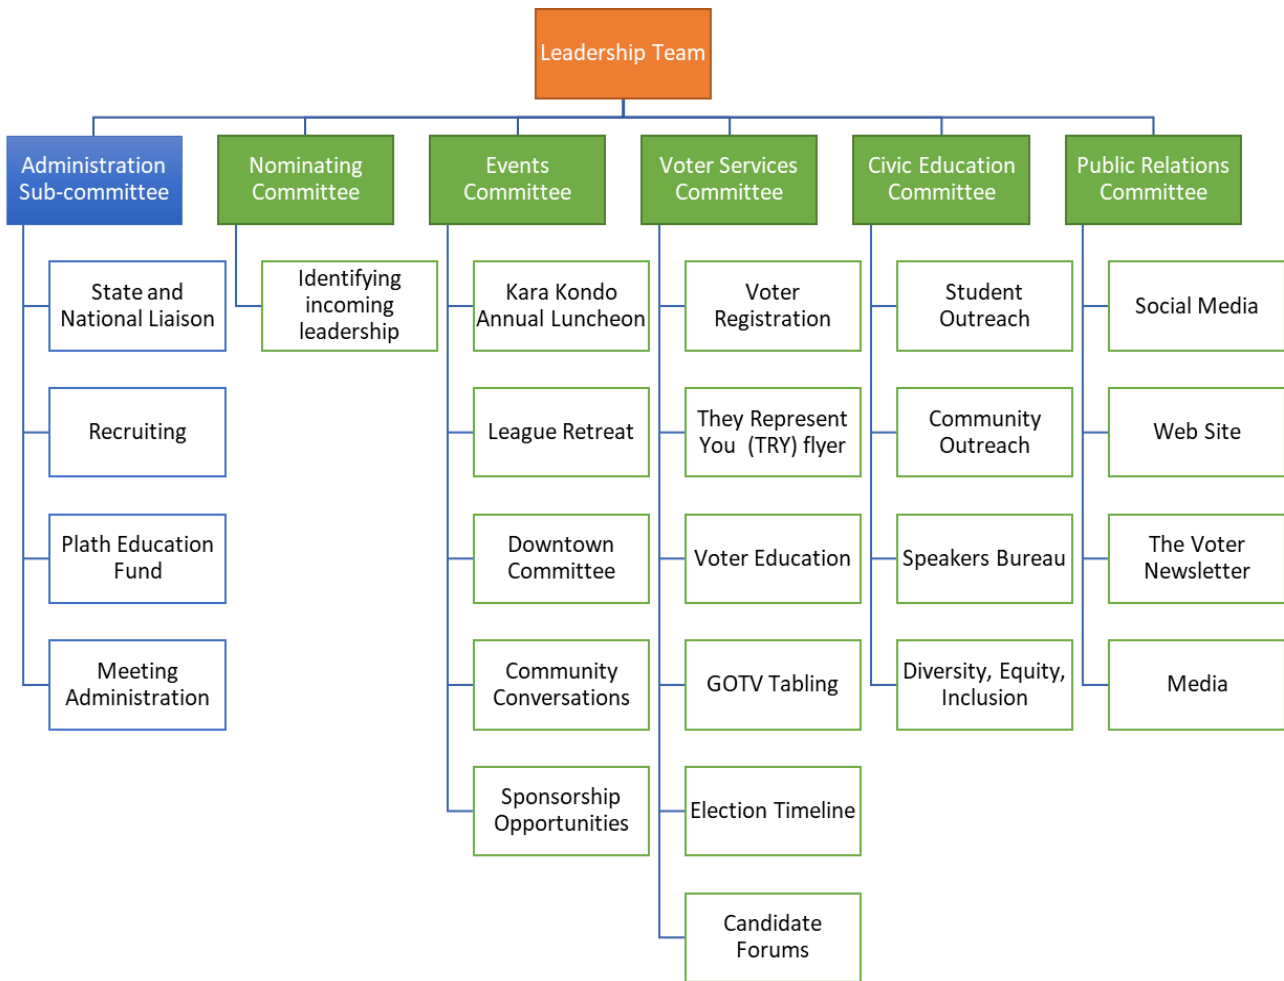 Leadership Team
Administration
Sub-committee
Nominating
Committee
Events
Committee
Voter Services
Committee
Civic Education
Committee
Public Relations
Committee
State and
National Liaison
Recruiting
Plath Education
Fund
Meeting
Administration
Identifying
incoming
leadership
Kara Kondo
Annual Luncheon
League Retreat
Downtown
Committee
Community
Conversations
Sponsorship
Opportunities
Voter
Registration
They Represent
You (TRY) flyer
Voter Education
GOTV Tabling
Election Timeline
Candidate
Forums
Student
Outreach
Community
Outreach
Speakers Bureau
Diversity, Equity,
Inclusion
Social Media
Web Site
The Voter
Newsletter
Media